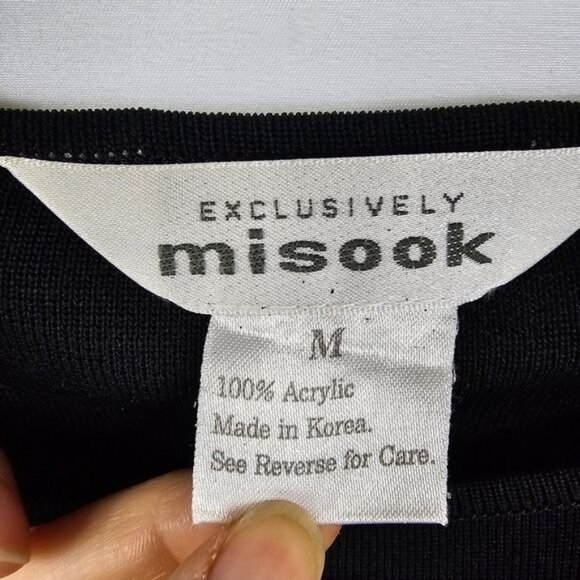 EXCLUSIVELY
misook
M
100% Acrylic
Made in Korea.
See Reverse for Care.